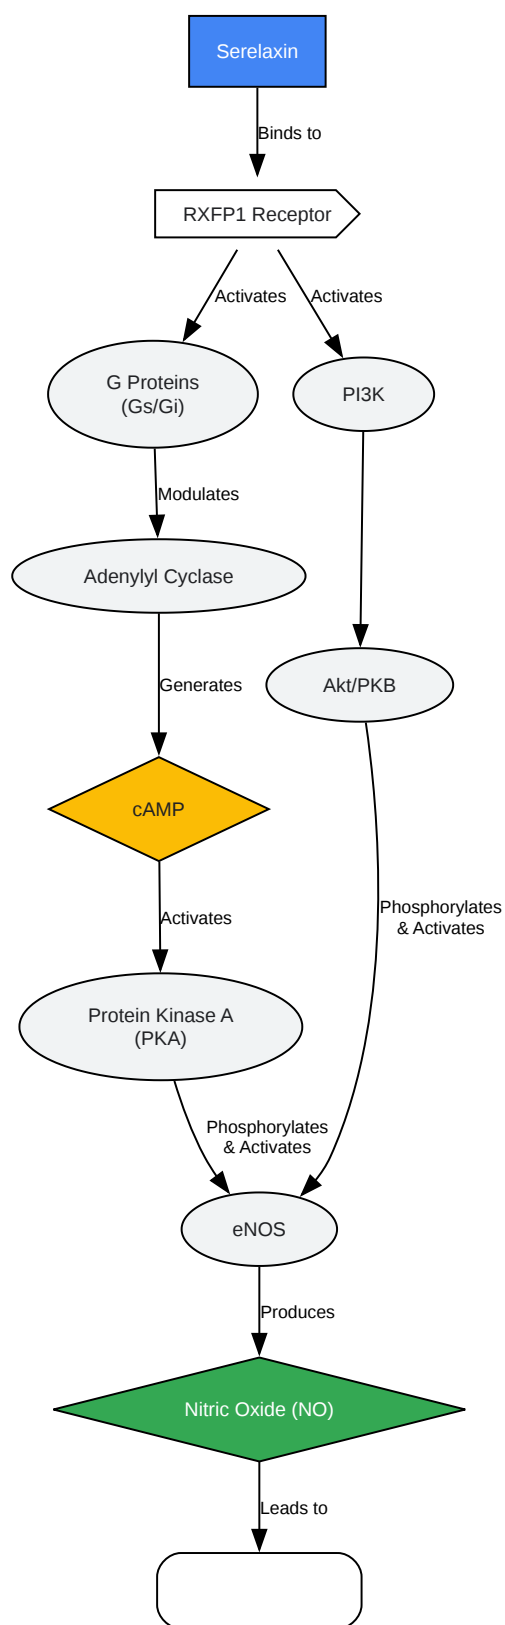 Serelaxin
Binds to
RXFP1 Receptor
Activates
Activates
G Proteins
(Gs/Gi)
PI3K
Modulates
Adenylyl Cyclase
Generates
Akt/PKB
cAMP
Phosphorylates
& Activates
Activates
Protein Kinase A
(PKA)
Phosphorylates
& Activates
eNOS
Produces
Nitric Oxide (NO)
Leads to